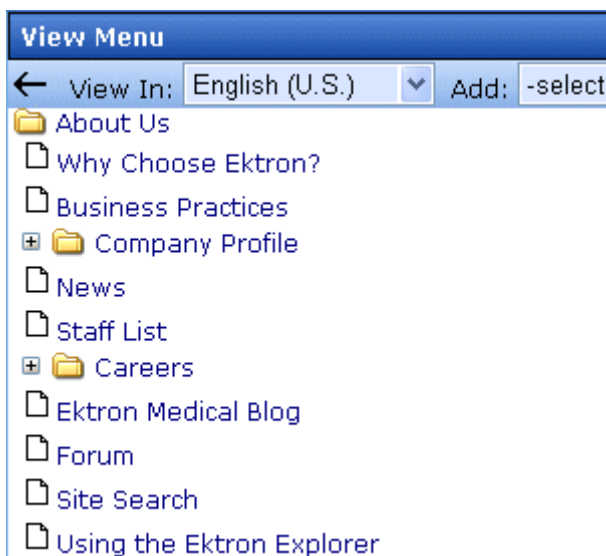 View Menu
View In: English (U.S.) Add: -select
About Us
Why Choose Ektron?
Business Practices
Company Profile
News
Staff List
Careers
Ektron Medical Blog
Forum
Site Search
Using the Ektron Explorer